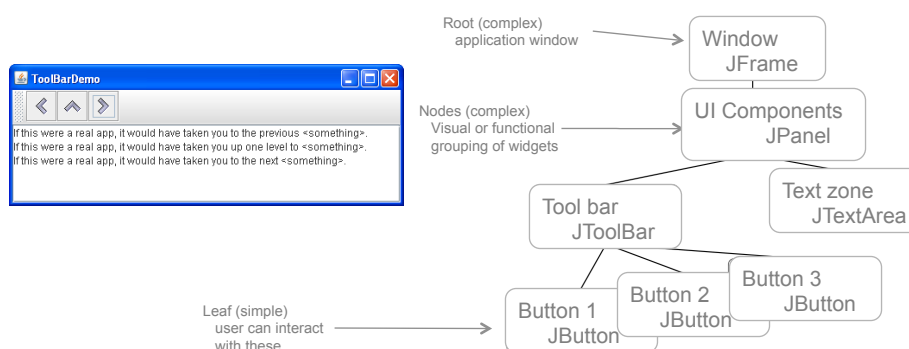 Root (complex)
application window
Window
JFrame
ToolBarDemo
If this were a real app, it would have taken you to the previous <something>.
If this were a real app, it would have taken you up one level to <something>.
If this were a real app, it would have taken you to the next <something>.
Nodes (complex)
Visual or functional
grouping of widgets
UI Components
JPanel
Tool bar
JToolBar
Text zone
JTextArea
Leaf (simple)
user can interact
with these
Button 1
JButton
Button 2
JButton
Button 3
JButton